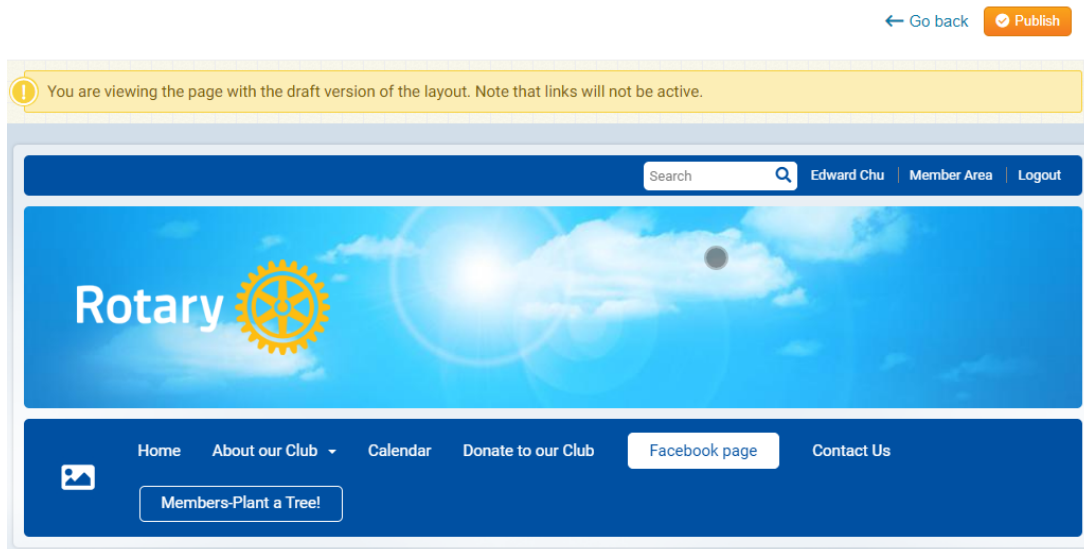 Go back Publish
You are viewing the page with the draft version of the layout. Note that links will not be active.
Search Edward Chu Member Area Logout
Rotary
Home About our Club Calendar Donate to our Club Facebook page Contact Us
Members-Plant a Tree!